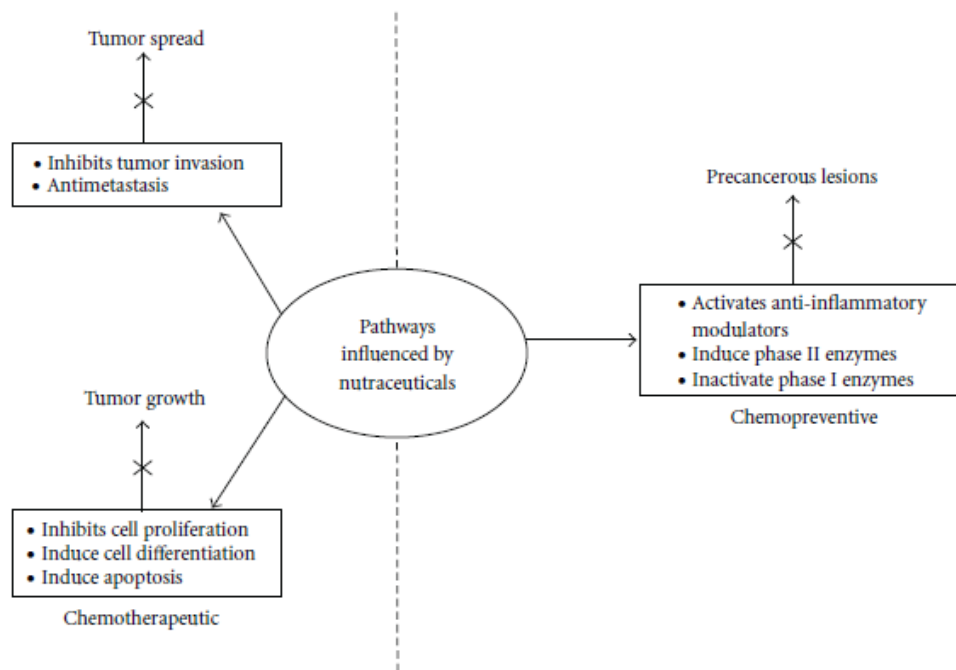 Tumor spread
• Inhibits tumor invasion
• Antimetastasis
Pathways
influenced by
nutraceuticals
Tumor growth
• Inhibits cell proliferation
• Induce cell differentiation
• Induce apoptosis
Chemotherapeutic
Precancerous lesions
• Activates anti-inflammatory
modulators
• Induce phase II enzymes
• Inactivate phase I enzymes
Chemopreventive